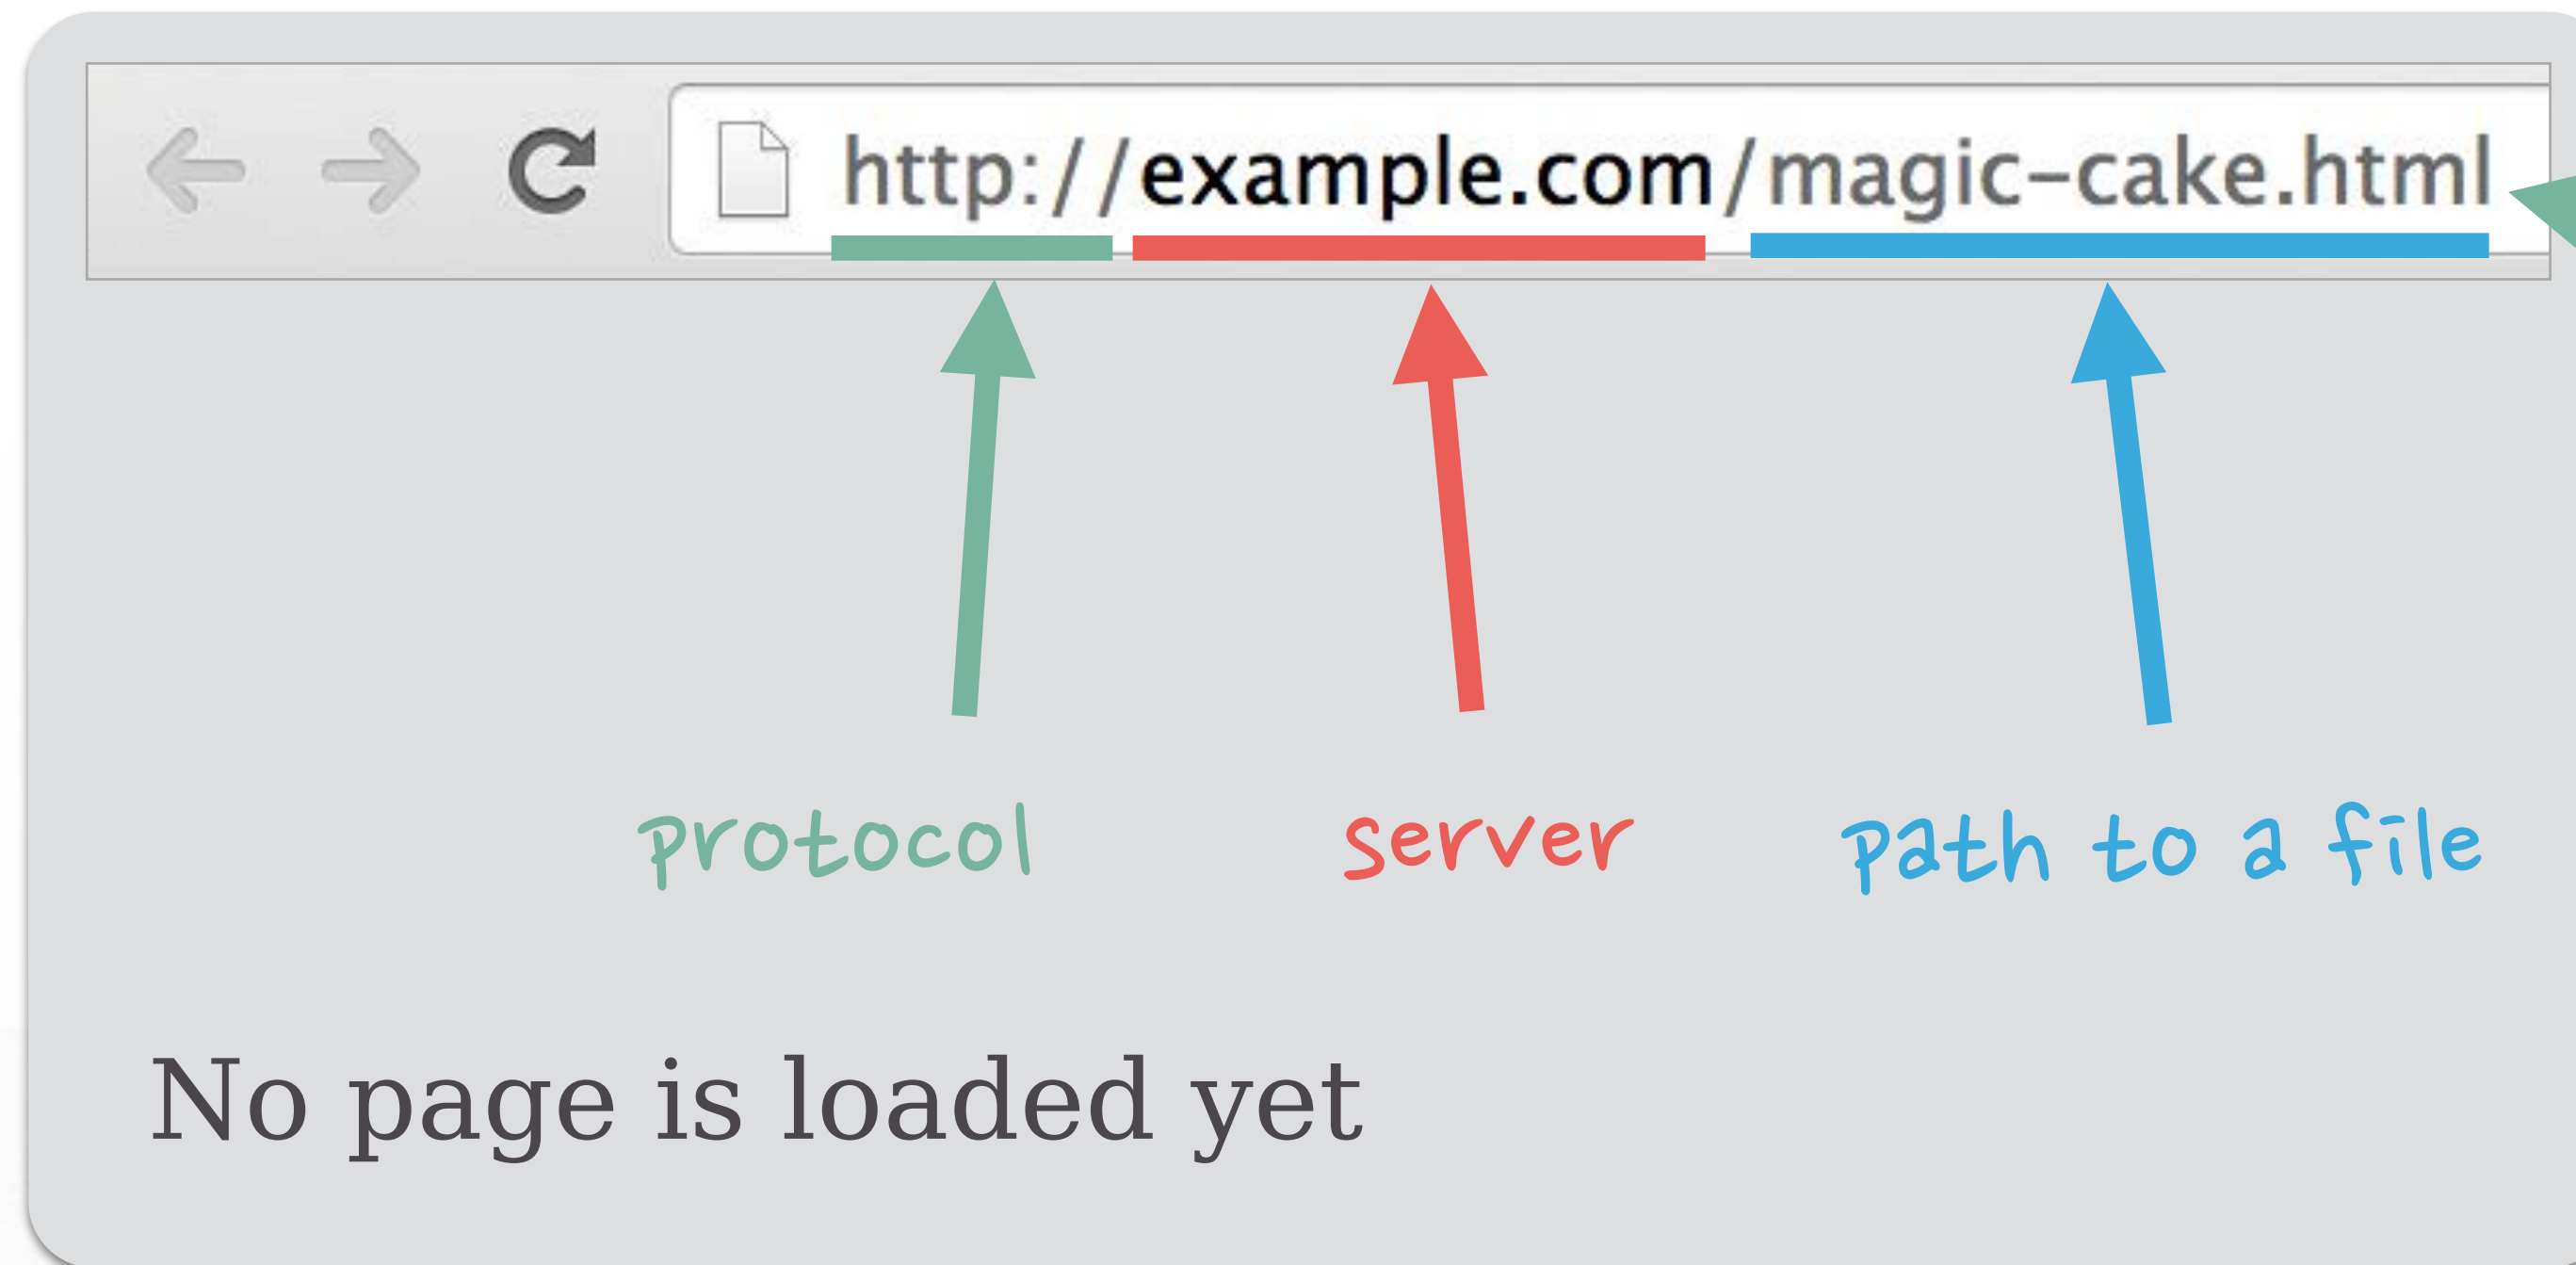 http://example.com/magic-cake.html
protocol server path to a file
No page is loaded yet